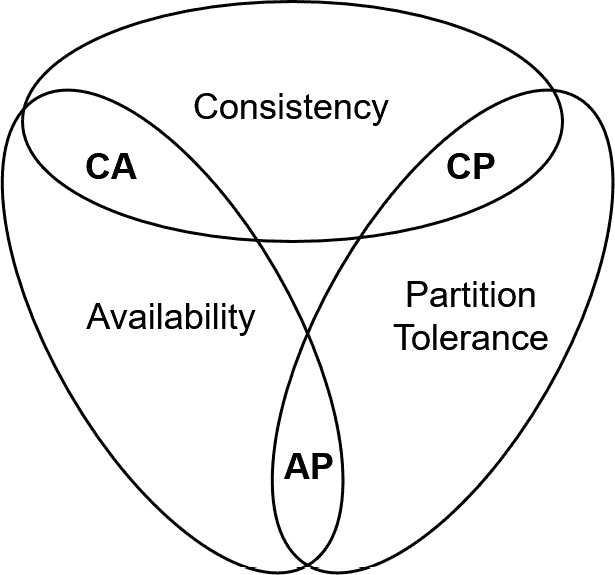 Consistency
CA
CP
Availability
Partition
Tolerance
AP